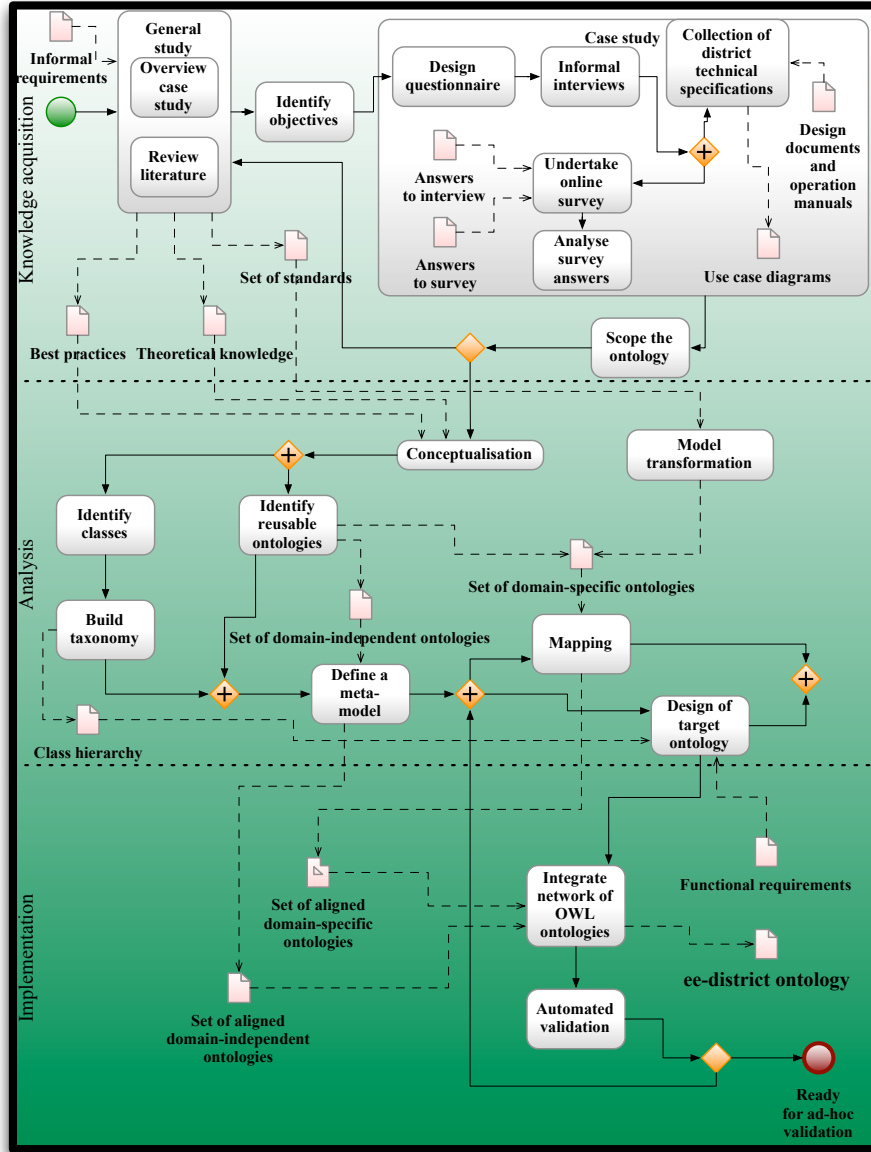 Knowledge acquisition
Informal
requirements
General
study
Overview case
study
Review
literature
Identify
objectives
Case study
Design
questionnaire
Informal
interviews
Collection of
district
technical
specifications
Design
documents
and
operation
manuals
Answers
to interview
Undertake
online
survey
Answers
to survey
Analyse
survey
answers
Use case diagrams
Set of standards
Best practices
Theoretical knowledge
Scope the
ontology
Analysis
Conceptualisation
Model
transformation
Identify
classes
Identify
reusable
ontologies
Set of domain-specific ontologies
Build
taxonomy
Set of domain-independent ontologies
Mapping
Define a
meta-
model
Design of
target
ontology
Class hierarchy
Implementation
Functional requirements
Integrate
network of
OWL
ontologies
Set of aligned
domain-specific
ontologies
ee-district ontology
Set of aligned
domain-independent
ontologies
Automated
validation
Ready
for ad-hoc
validation